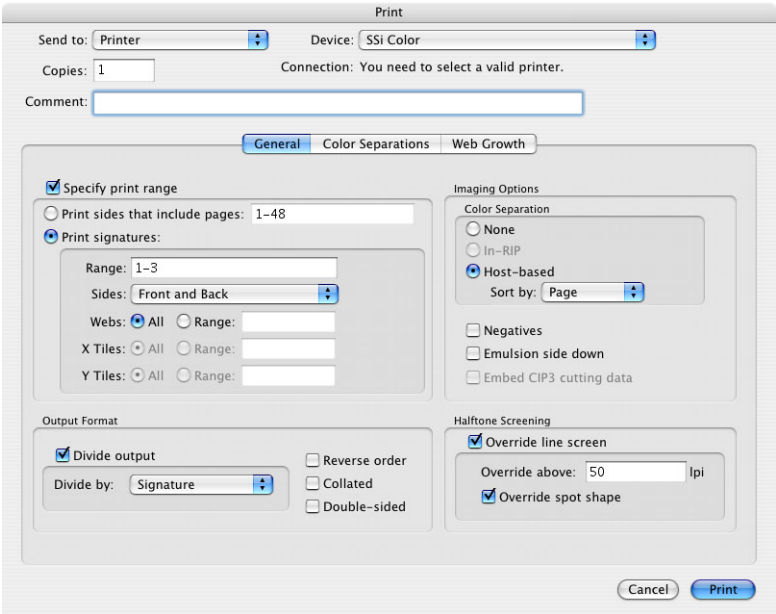 Print
Send to: Printer Device: SSi Color
Copies: 1 Connection: You need to select a valid printer.
Comment:
General Color Separations Web Growth
Specify print range
Print sides that include pages: 1-48
Print signatures:
Range: 1-3
Sides: Front and Back
Webs: All Range:
X Tiles: All Range:
Y Tiles: All Range:
Imaging Options
Color Separation
None
In-RIP
Host-based
Sort by: Page
Negatives
Emulsion side down
Embed CIP3 cutting data
Output Format
Divide output
Divide by: Signature
Reverse order
Collated
Double-sided
Halftone Screening
Override line screen
Override above: 50 lpi
Override spot shape
Cancel Print